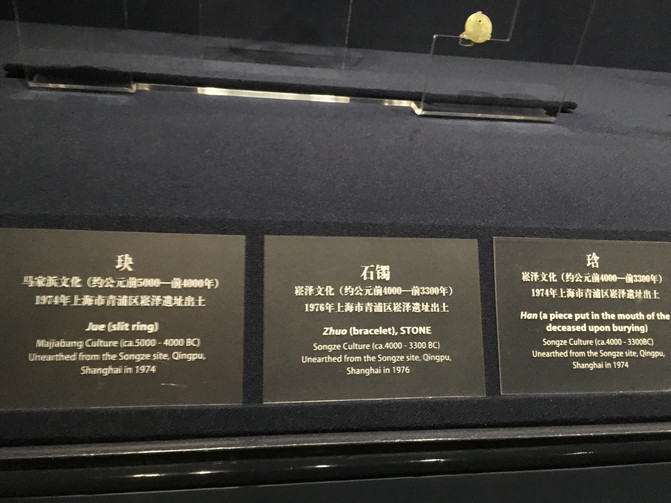 玦
马家浜文化（约公元前5000—前4000年）
1974年上海市青浦区崧泽遗址出土
Jue (slit ring)
Majiabang Culture (ca.5000 - 4000 BC)
Unearthed from the Songze site, Qingpu,
Shanghai in 1974
石镯
崧泽文化（约公元前4000—前3300年）
1976年上海市青浦区崧泽遗址出土
Zhuo (bracelet), STONE
Songze Culture (ca.4000 - 3300 BC)
Unearthed from the Songze site, Qingpu,
Shanghai in 1976
琀
崧泽文化（约公元前4000—前3300年）
1974年上海市青浦区崧泽遗址出土
Han (a piece put in the mouth of the
deceased upon burying)
Songze Culture (ca.4000 - 3300BC)
Unearthed from the Songze site, Qingpu,
Shanghai in 1974